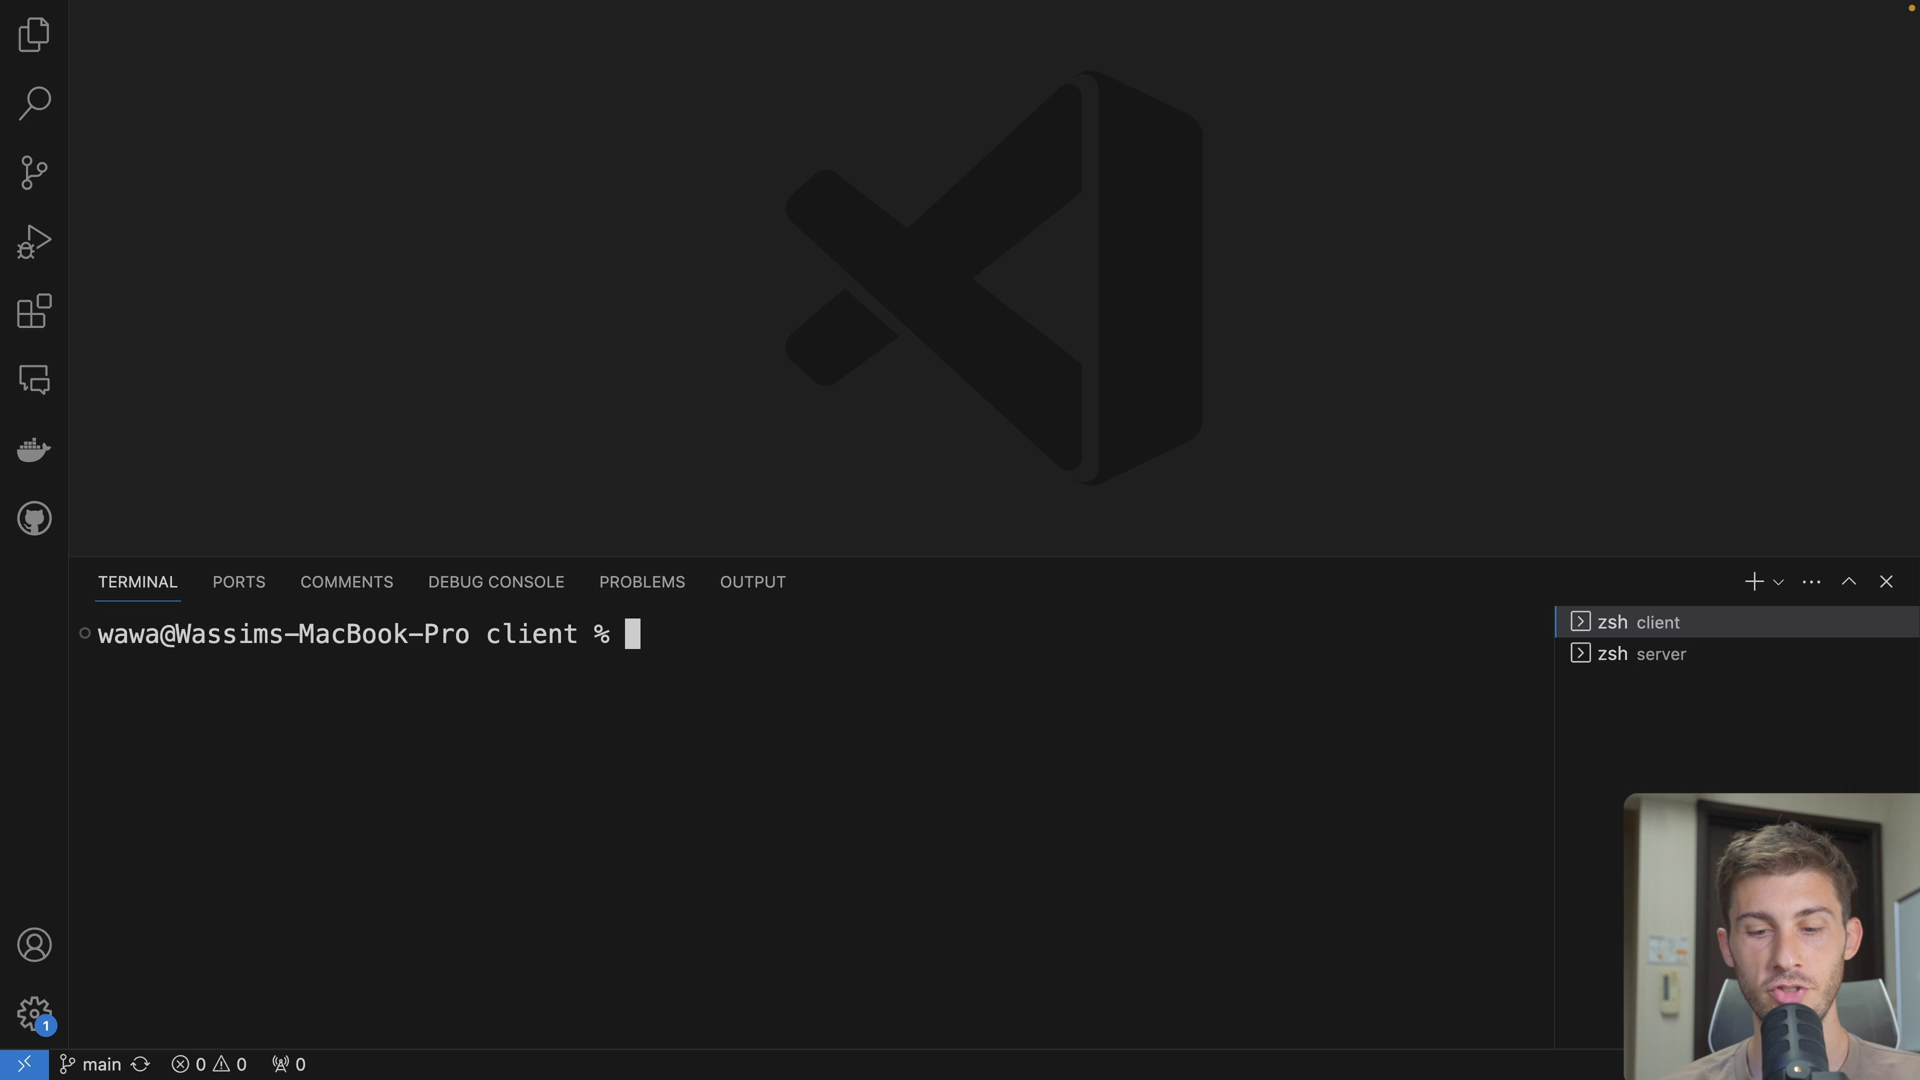 TERMINAL PORTS COMMENTS DEBUG CONSOLE PROBLEMS OUTPUT
wawa@Wassims-MacBook-Pro client %
zsh client
zsh server
1
main 0 0 0